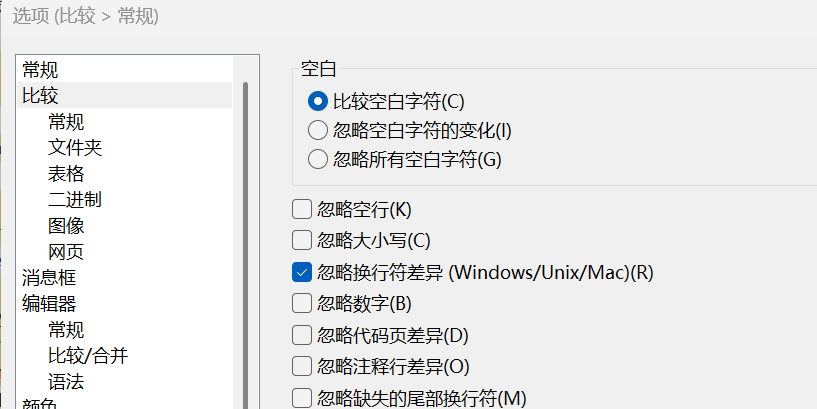 选项 (比较 > 常规)
常规
比较
常规
文件夹
表格
二进制
图像
网页
消息框
编辑器
常规
比较/合并
语法
颜色
空白
比较空白字符(C)
忽略空白字符的变化(I)
忽略所有空白字符(G)
忽略空行(K)
忽略大小写(C)
忽略换行符差异 (Windows/Unix/Mac)(R)
忽略数字(B)
忽略代码页差异(D)
忽略注释行差异(O)
忽略缺失的尾部换行符(M)